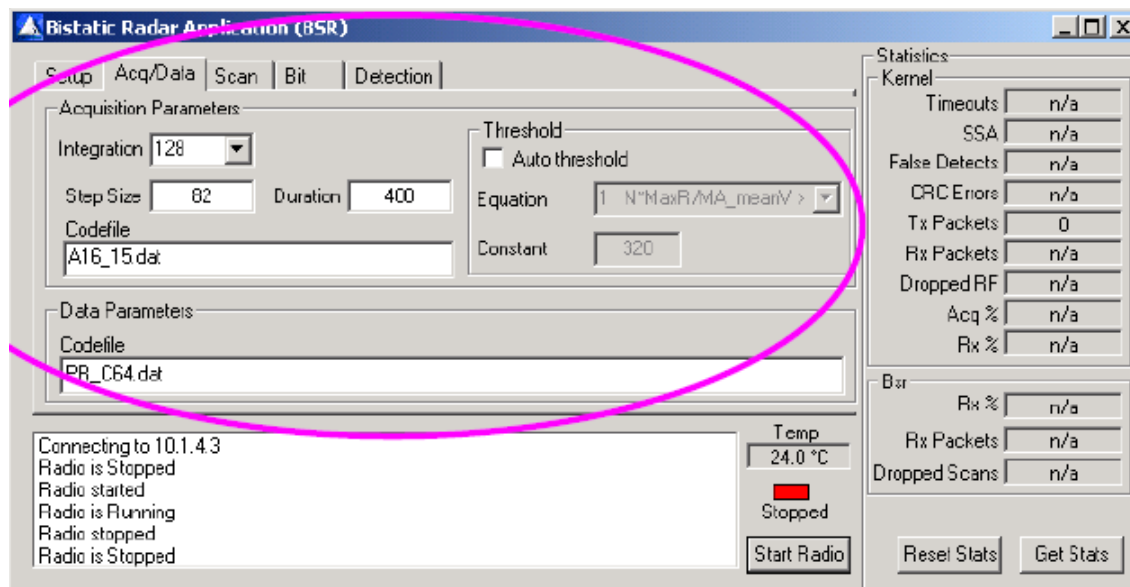 Bistatic Radar Application (BSR)
Setup Acq/Data Scan Bit Detection
Acquisition Parameters
Integration 128
Step Size 82 Duration 400
Codefile
A16_15.dat
Threshold
Auto threshold
Equation 1 N*MaxR/MA_meanV >
Constant 320
Data Parameters
Codefile
PR_C64.dat
Connecting to 10.1.4.3
Radio is Stopped
Radio started
Radio is Running
Radio stopped
Radio is Stopped
Temp
24.0 °C
Stopped
Start Radio
Statistics
Kernel
Timeouts n/a
SSA n/a
False Detects n/a
CRC Errors n/a
Tx Packets 0
Rx Packets n/a
Dropped RF n/a
Acq % n/a
Rx % n/a
Bsr
Rx % n/a
Rx Packets n/a
Dropped Scans n/a
Reset Stats Get Stats